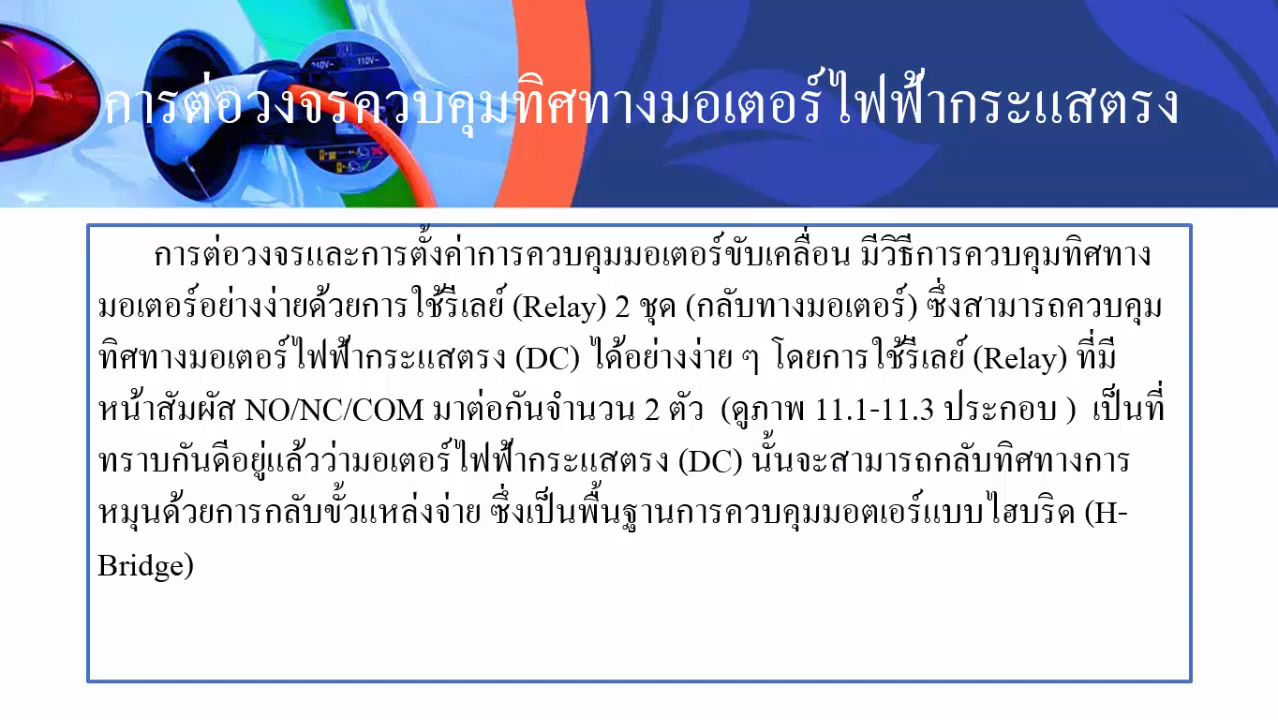 240V~ 110V~
การต่อวงจรควบคุมทิศทางมอเตอร์ไฟฟ้ากระแสตรง
การต่อวงจรและการตั้งค่าการควบคุมมอเตอร์ขับเคลื่อน มีวิธีการควบคุมทิศทาง
มอเตอร์อย่างง่ายด้วยการใช้รีเลย์ (Relay) 2 ชุด (กลับทางมอเตอร์) ซึ่งสามารถควบคุม
ทิศทางมอเตอร์ไฟฟ้ากระแสตรง (DC) ได้อย่างง่าย ๆ โดยการใช้รีเลย์ (Relay) ที่มี
หน้าสัมผัส NO/NC/COM มาต่อกันจำนวน 2 ตัว (ดูภาพ 11.1-11.3 ประกอบ ) เป็นที่
ทราบกันดีอยู่แล้วว่ามอเตอร์ไฟฟ้ากระแสตรง (DC) นั้นจะสามารถกลับทิศทางการ
หมุนด้วยการกลับขั้วแหล่งจ่าย ซึ่งเป็นพื้นฐานการควบคุมมอตเอร์แบบไฮบริด (H-
Bridge)